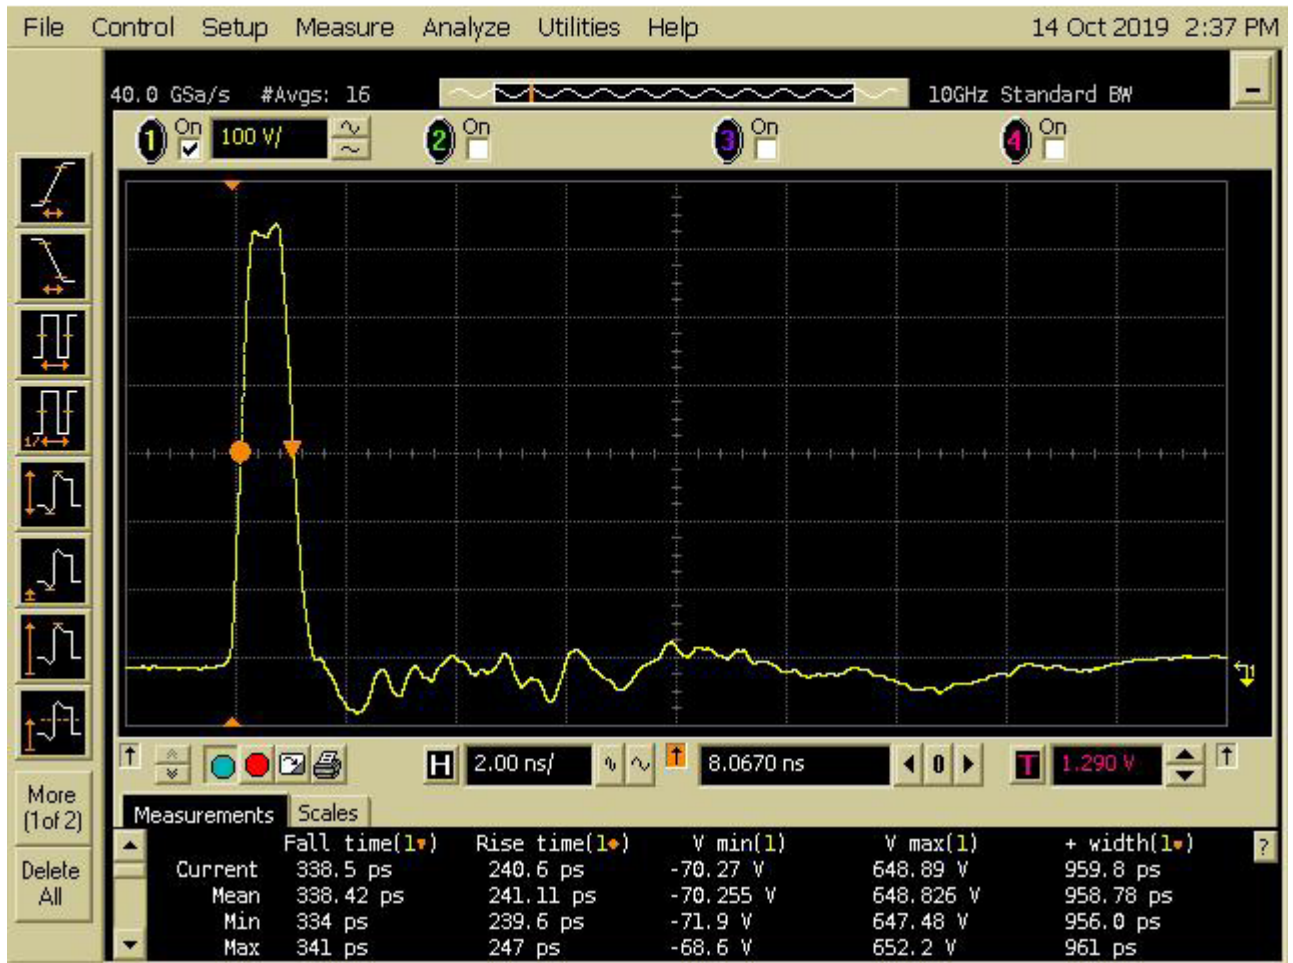 File Control Setup Measure Analyze Utilities Help 14 Oct 2019 2:37 PM
40.0 GSa/s #Avgs: 16 10GHz Standard BW
1 On 100 V/ 2 On 3 On 4 On
1/
1
H 2.00 ns/ 8.0670 ns 0 T 1.290 V
More
(1of 2)
Delete
All
Measurements Scales
Fall time(1) Rise time(1) V min(1) V max(1) + width(1) ?
Current 338.5 ps 240.6 ps -70.27 V 648.89 V 959.8 ps
Mean 338.42 ps 241.11 ps -70.255 V 648.826 V 958.78 ps
Min 334 ps 239.6 ps -71.9 V 647.48 V 956.0 ps
Max 341 ps 247 ps -68.6 V 652.2 V 961 ps